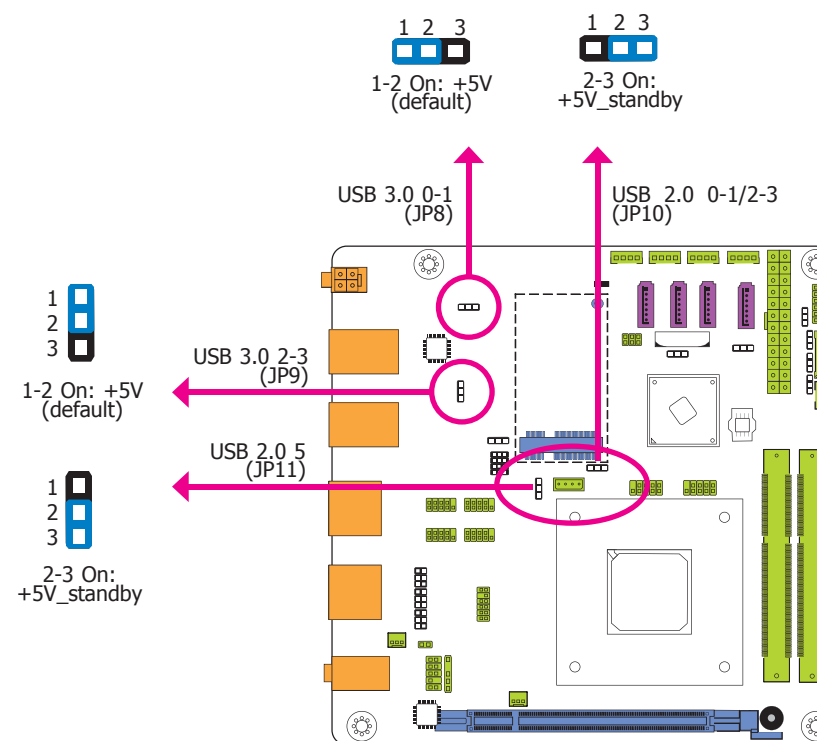 1 2 3
1-2 On: +5V
(default)
1 2 3
2-3 On:
+5V_standby
USB 3.0 0-1
(JP8)
USB 2.0 0-1/2-3
(JP10)
1
2
3
1-2 On: +5V
(default)
USB 3.0 2-3
(JP9)
USB 2.0 5
(JP11)
1
2
3
2-3 On:
+5V_standby